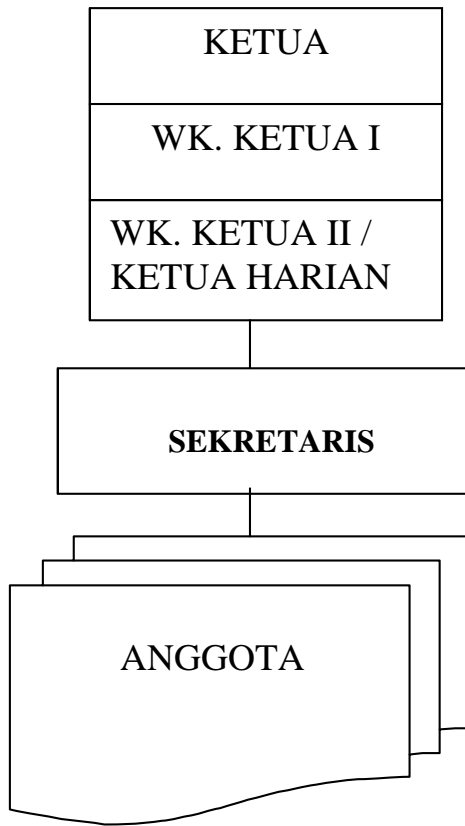 KETUA
WK. KETUA I
WK. KETUA II /
KETUA HARIAN
SEKRETARIS
ANGGOTA